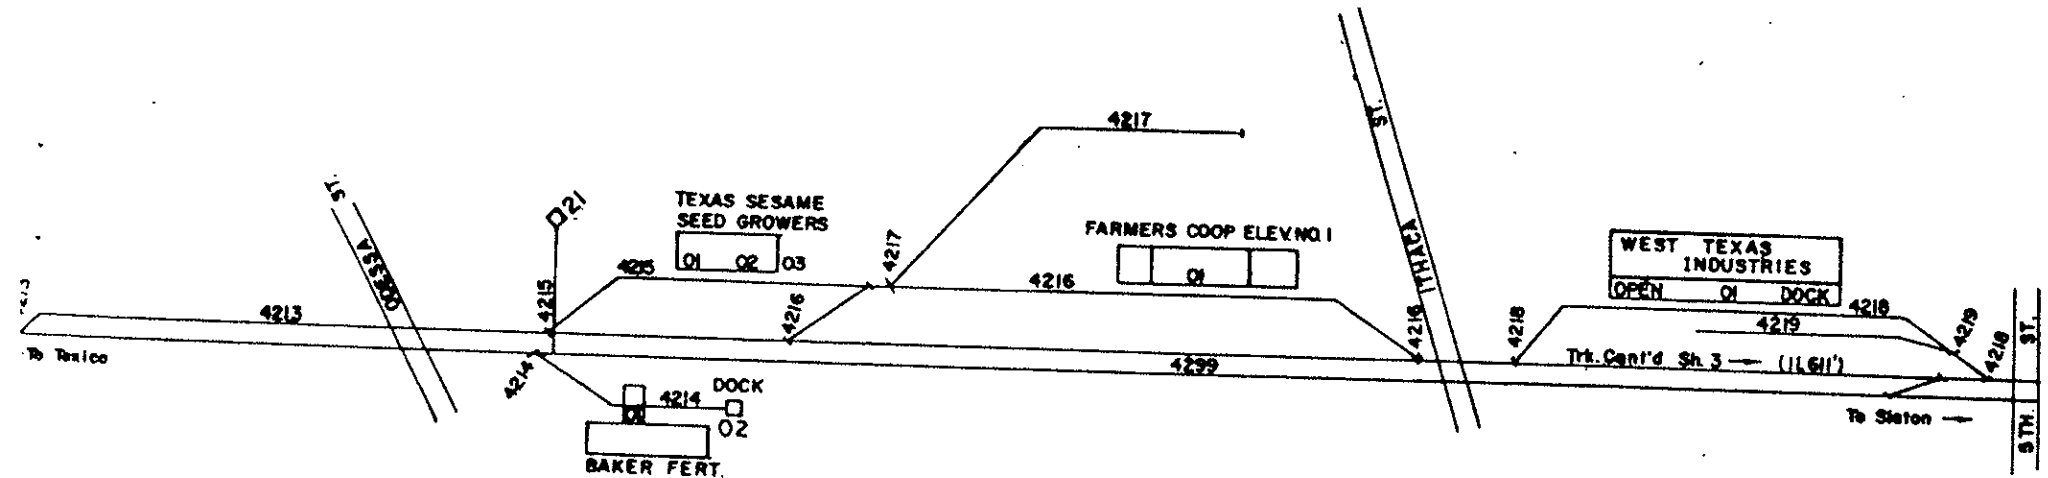 4217
ST.
ST.
ODESSA
21
TEXAS SESAME
SEED GROWERS
01 02 03
4217
FARMERS COOP ELEV. NO. 1
01
ITHACA
WEST TEXAS
INDUSTRIES
OPEN 01 DOCK
4213
4215
4215
4216
4216
4216
4218
4218
4219
4219
4218
ST.
To Texico
4214
4299
Trk. Cont'd Sh. 3 (11,611')
DOCK
4214
01
02
BAKER FERT.
To Slaton
5TH.